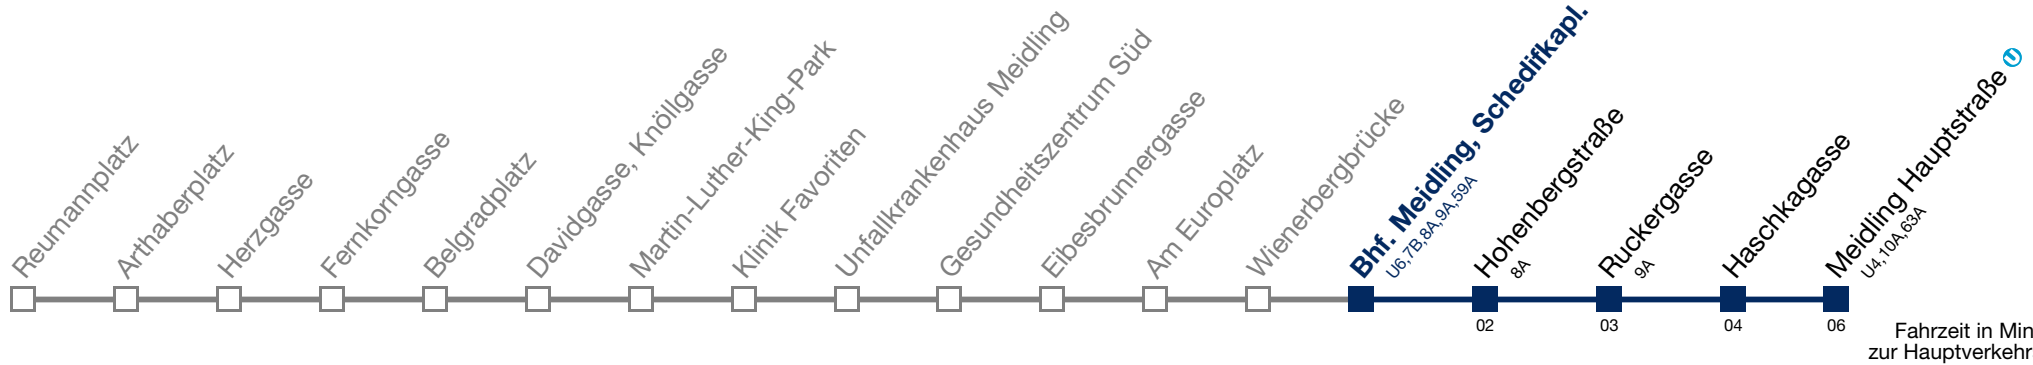 Reumannplatz
Arthaberplatz
Herzgasse
Fernkorngasse
Belgradplatz
Davidgasse, Knöllgasse
Martin-Luther-King-Park
Klinik Favoriten
Unfallkrankenhaus Meidling
Gesundheitszentrum Süd
Eibesbrunnergasse
Am Europlatz
Wienerbergbrücke
Bhf. Meidling, Schedifkapl.
U6,7B,8A,9A,59A
Hohenbergstraße
8A
Ruckergasse
9A
Haschkagasse
Meidling Hauptstraße U
U4,10A,63A
02
03
04
06
Fahrzeit in Min
zur Hauptverkehr